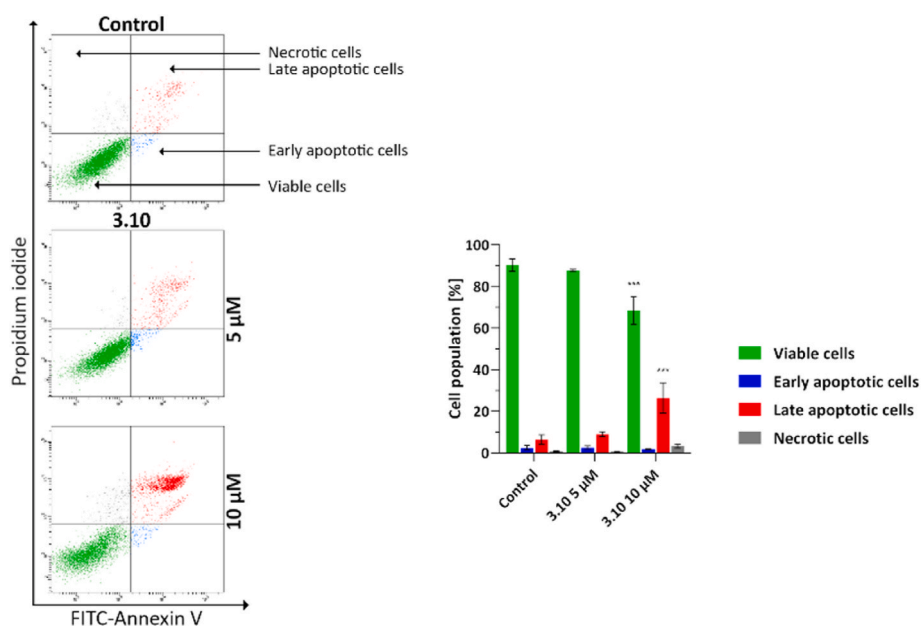 Control
Necrotic cells
Late apoptotic cells
Early apoptotic cells
Viable cells
3.10
5 µM
10 µM
Propidium iodide
FITC-Annexin V
Cell population [%]
100
80
60
40
20
0
***
***
Control
3.10 5 µM
3.10 10 µM
Viable cells
Early apoptotic cells
Late apoptotic cells
Necrotic cells